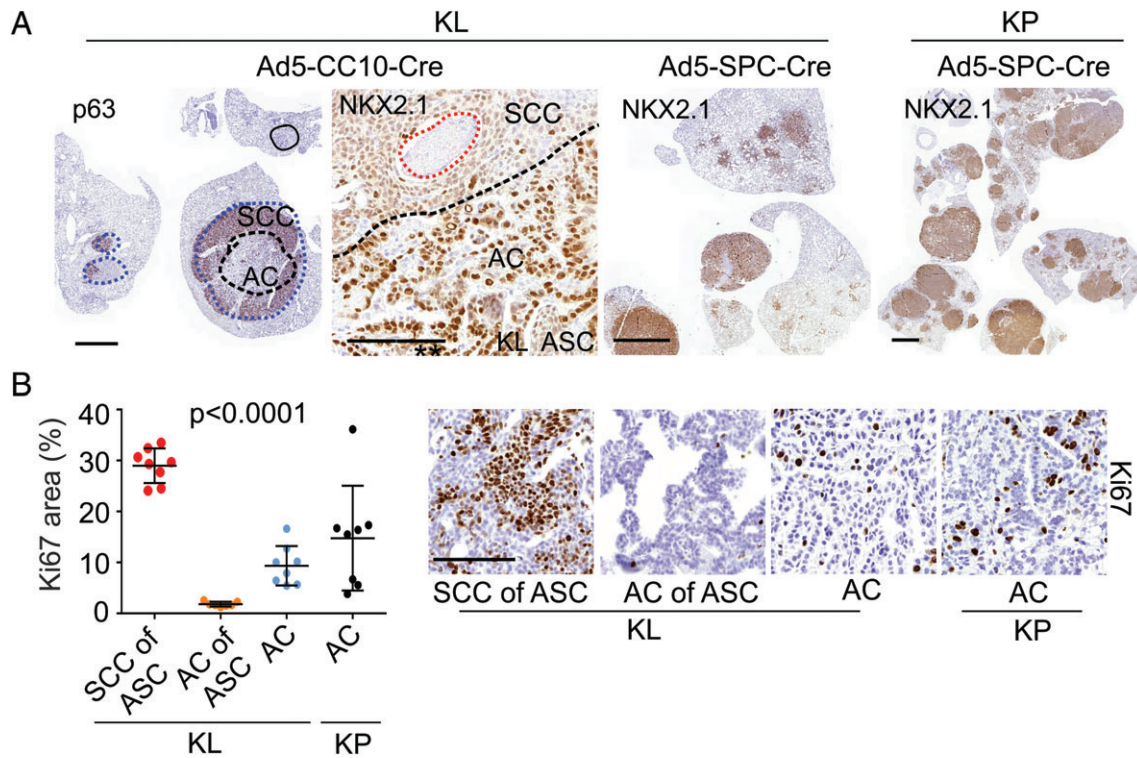 A
KL
KP
Ad5-CC10-Cre
Ad5-SPC-Cre
Ad5-SPC-Cre
p63
NKX2.1
SCC
NKX2.1
NKX2.1
SCC
AC
AC
KL ASC
**
B
Ki67 area (%)
40
30
20
10
0
p<0.0001
SCC of ASC
AC of ASC
AC
AC
KL
KP
Ki67
SCC of ASC
AC of ASC
AC
AC
KL
KP